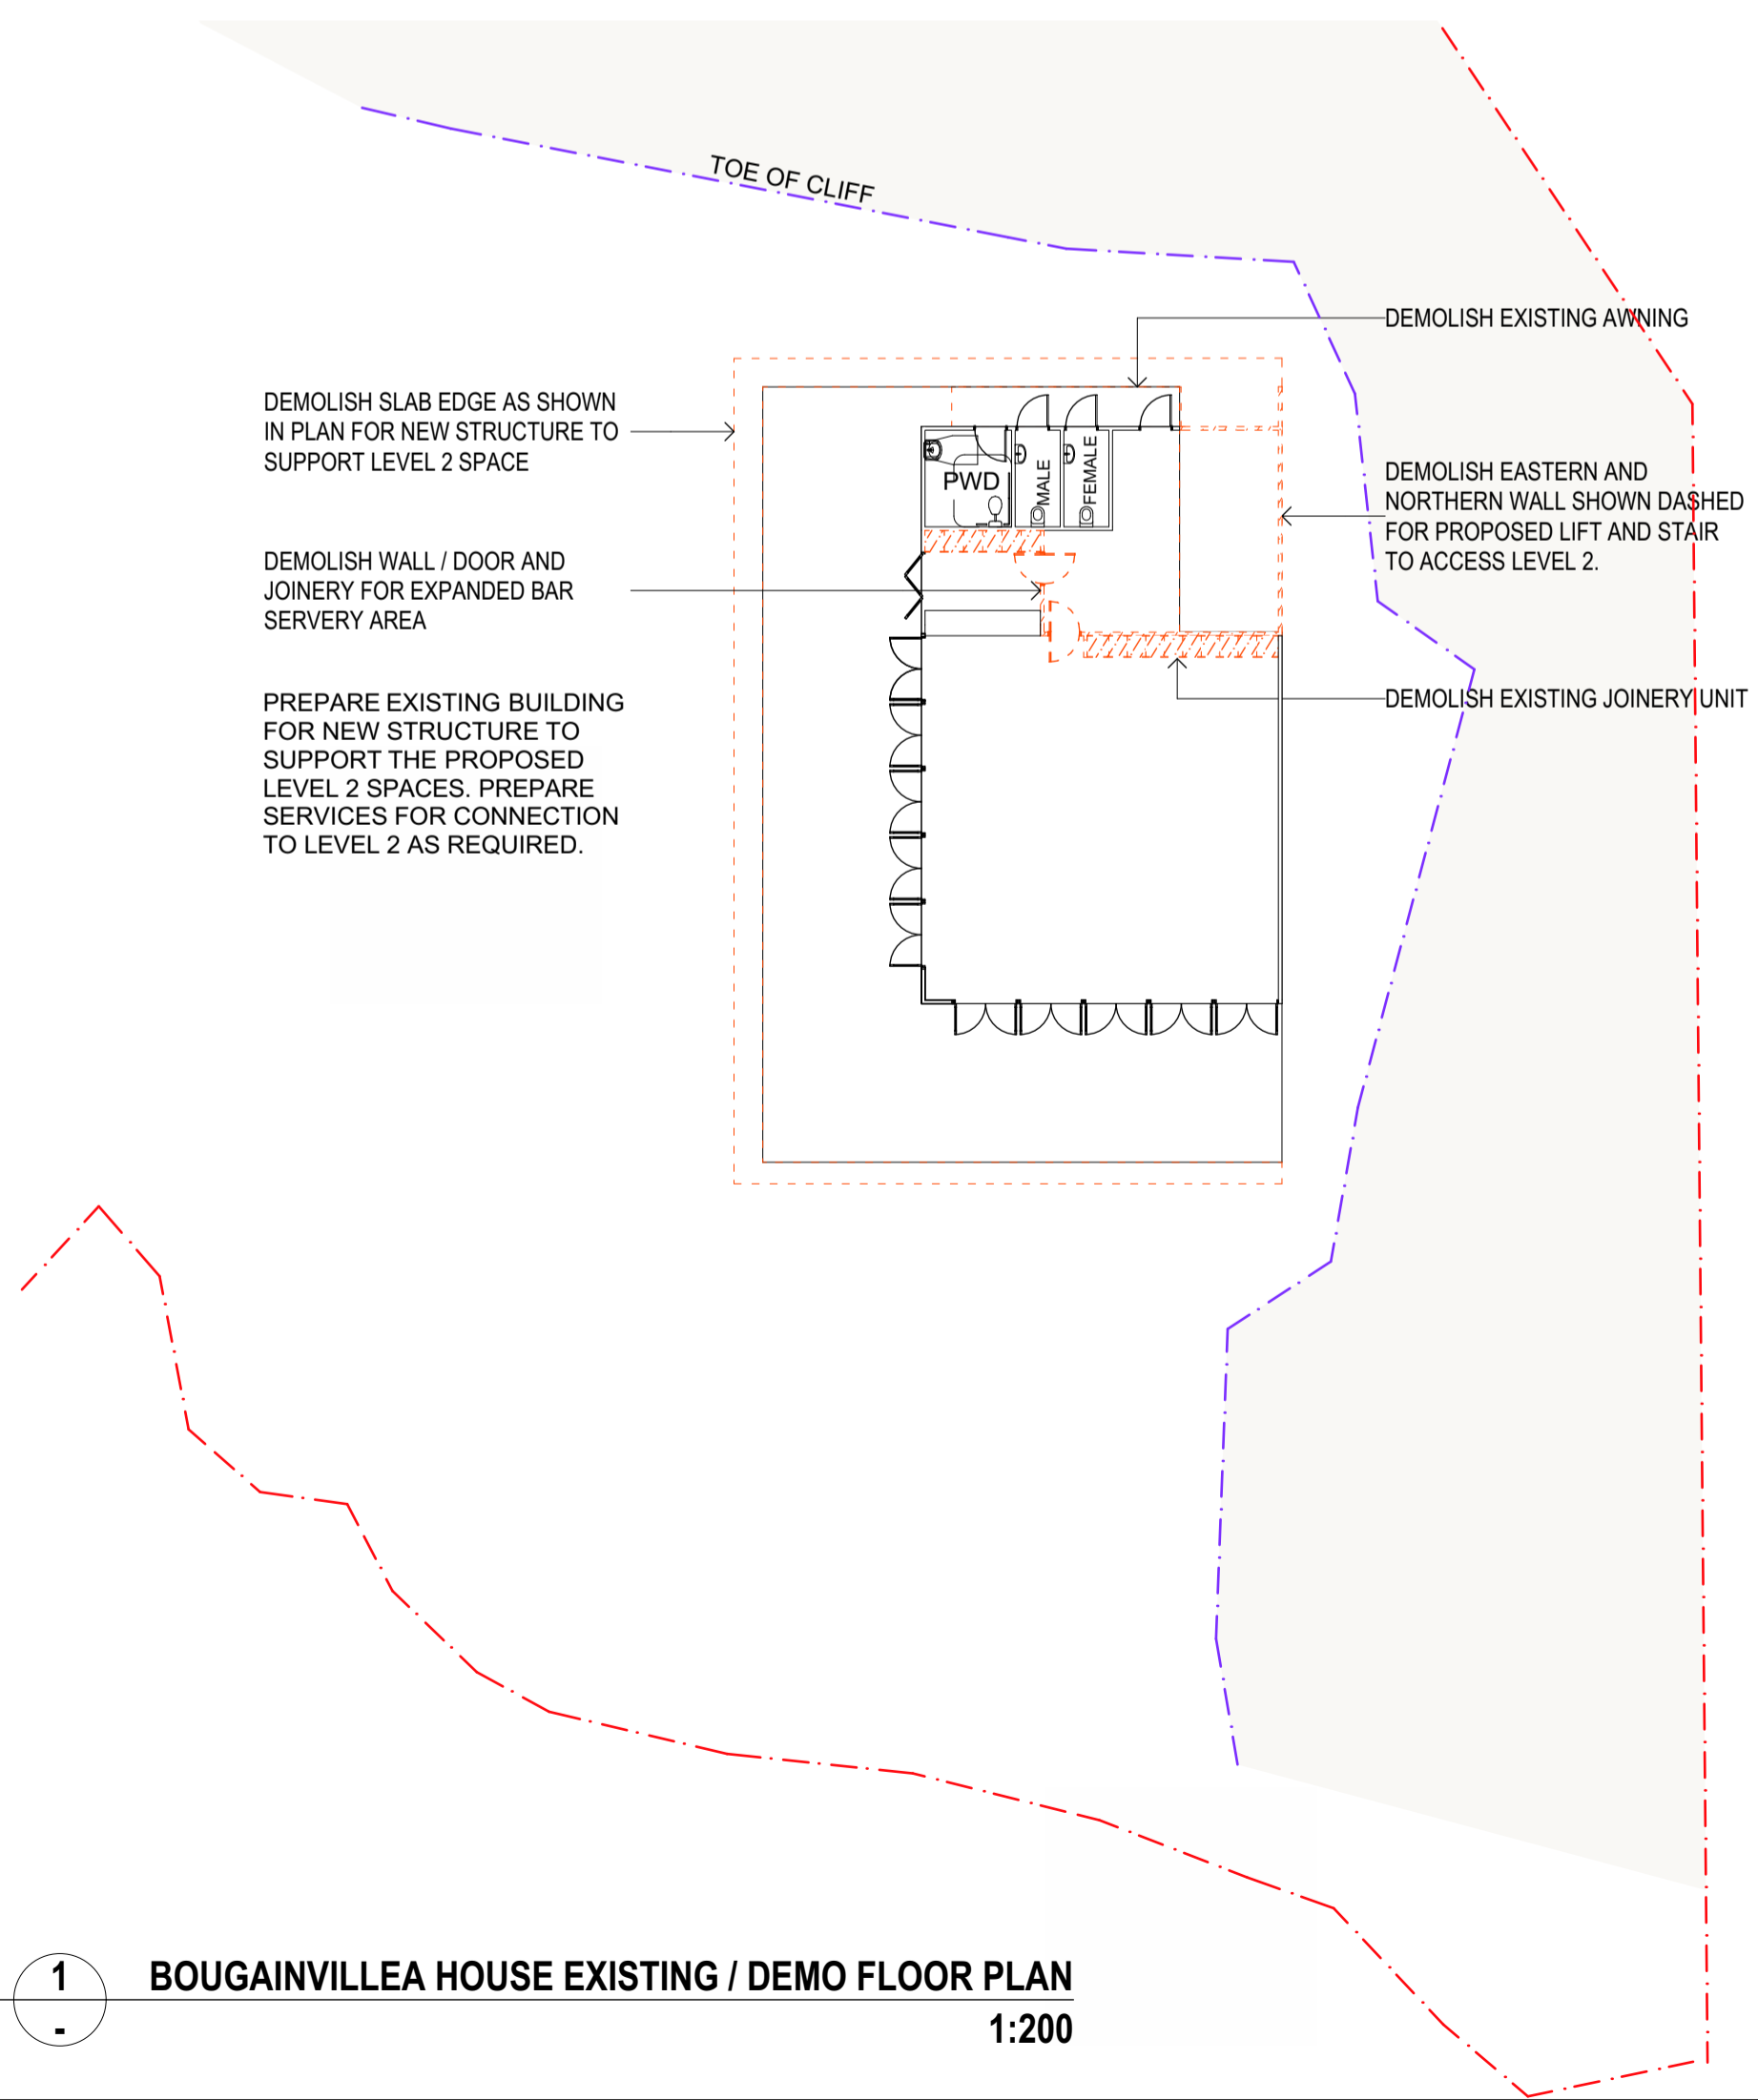 TOE OF CLIFF
DEMOLISH EXISTING AWNING
DEMOLISH SLAB EDGE AS SHOWN
IN PLAN FOR NEW STRUCTURE TO
SUPPORT LEVEL 2 SPACE
DEMOLISH EASTERN AND
NORTHERN WALL SHOWN DASHED
FOR PROPOSED LIFT AND STAIR
TO ACCESS LEVEL 2.
PWD
MALE
FEMALE
DEMOLISH WALL / DOOR AND
JOINERY FOR EXPANDED BAR
SERVERY AREA
DEMOLISH EXISTING JOINERY UNIT
PREPARE EXISTING BUILDING
FOR NEW STRUCTURE TO
SUPPORT THE PROPOSED
LEVEL 2 SPACES. PREPARE
SERVICES FOR CONNECTION
TO LEVEL 2 AS REQUIRED.
1
-
BOUGAINVILLEA HOUSE EXISTING / DEMO FLOOR PLAN
1:200